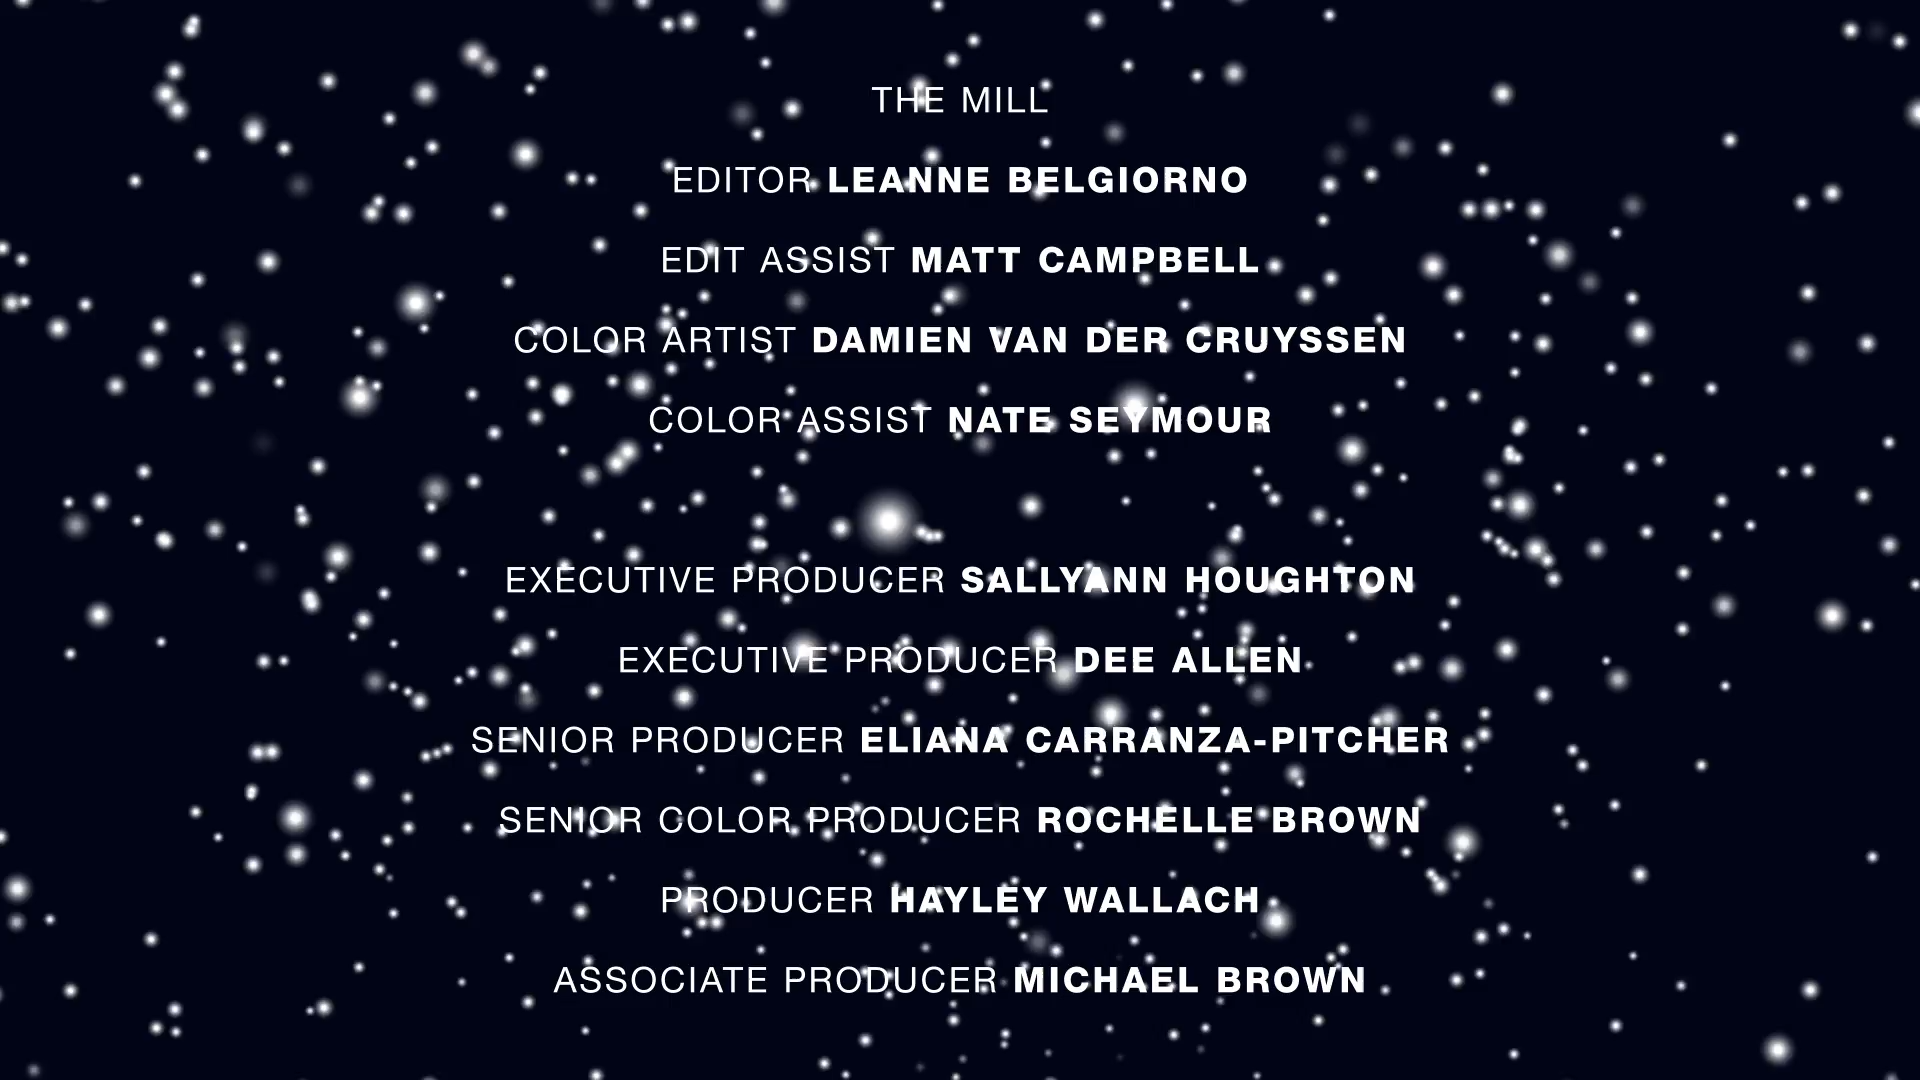 THE MILL
EDITOR LEANNE BELGIORNO
EDIT ASSIST MATT CAMPBELL
COLOR ARTIST DAMIEN VAN DER CRUYSSEN
COLOR ASSIST NATE SEYMOUR
EXECUTIVE PRODUCER SALLYANN HOUGHTON
EXECUTIVE PRODUCER DEE ALLEN
SENIOR PRODUCER ELIANA CARRANZA-PITCHER
SENIOR COLOR PRODUCER ROCHELLE BROWN
PRODUCER HAYLEY WALLACH
ASSOCIATE PRODUCER MICHAEL BROWN